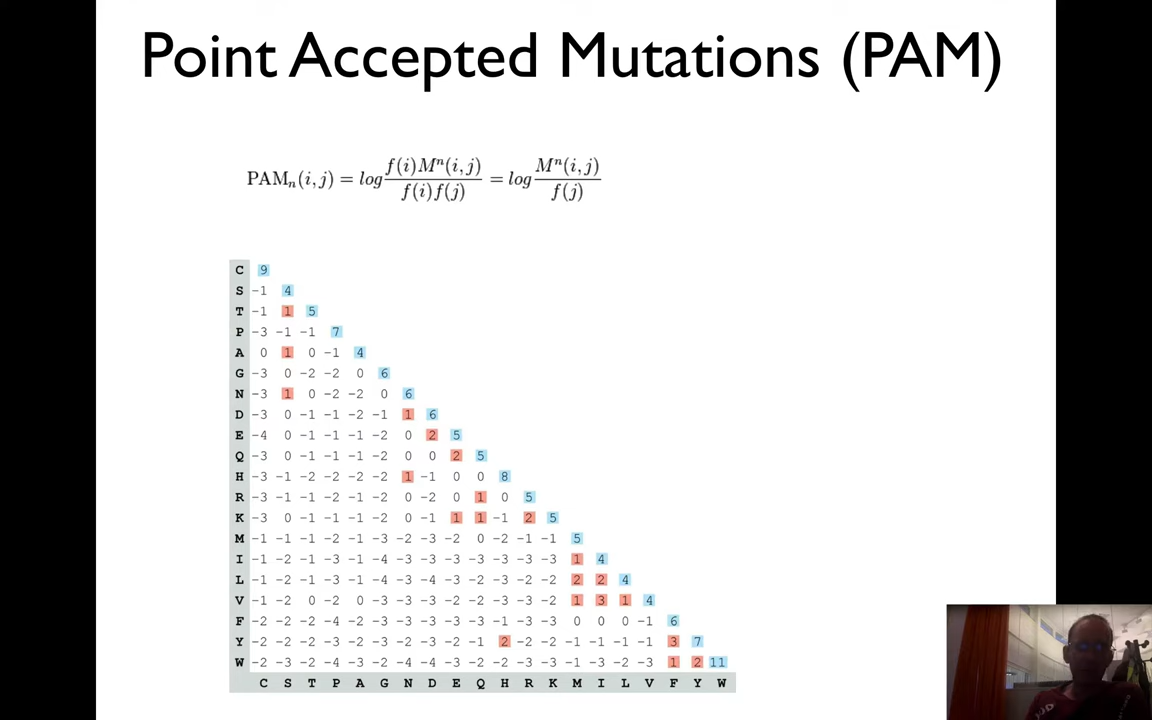 Point Accepted Mutations (PAM)
PAMₙ(i,j) = log f(i)Mⁿ(i,j) / f(i)f(j) = log Mⁿ(i,j) / f(j)
C 9
S −1 4
T −1 1 5
P −3 −1 −1 7
A 0 1 0 −1 4
G −3 0 −2 −2 0 6
N −3 1 0 −2 −2 0 6
D −3 0 −1 −1 −2 −1 1 6
E −4 0 −1 −1 −1 −2 0 2 5
Q −3 0 −1 −1 −1 −2 0 0 2 5
H −3 −1 −2 −2 −2 −2 1 −1 0 0 8
R −3 −1 −1 −2 −1 −2 0 −2 0 1 0 5
K −3 0 −1 −1 −1 −2 0 −1 1 1 −1 2 5
M −1 −1 −1 −2 −1 −3 −2 −3 −2 0 −2 −1 −1 5
I −1 −2 −1 −3 −1 −4 −3 −3 −3 −3 −3 −3 −3 1 4
L −1 −2 −1 −3 −1 −4 −3 −4 −3 −2 −3 −2 −2 2 2 4
V −1 −2 0 −2 0 −3 −3 −3 −2 −2 −3 −3 −2 1 3 1 4
F −2 −2 −2 −4 −2 −3 −3 −3 −3 −3 −1 −3 −3 0 0 0 −1 6
Y −2 −2 −2 −3 −2 −3 −2 −3 −2 −1 2 −2 −2 −1 −1 −1 −1 3 7
W −2 −3 −2 −4 −3 −2 −4 −4 −3 −2 −2 −3 −3 −1 −3 −2 −3 1 2 11
C S T P A G N D E Q H R K M I L V F Y W